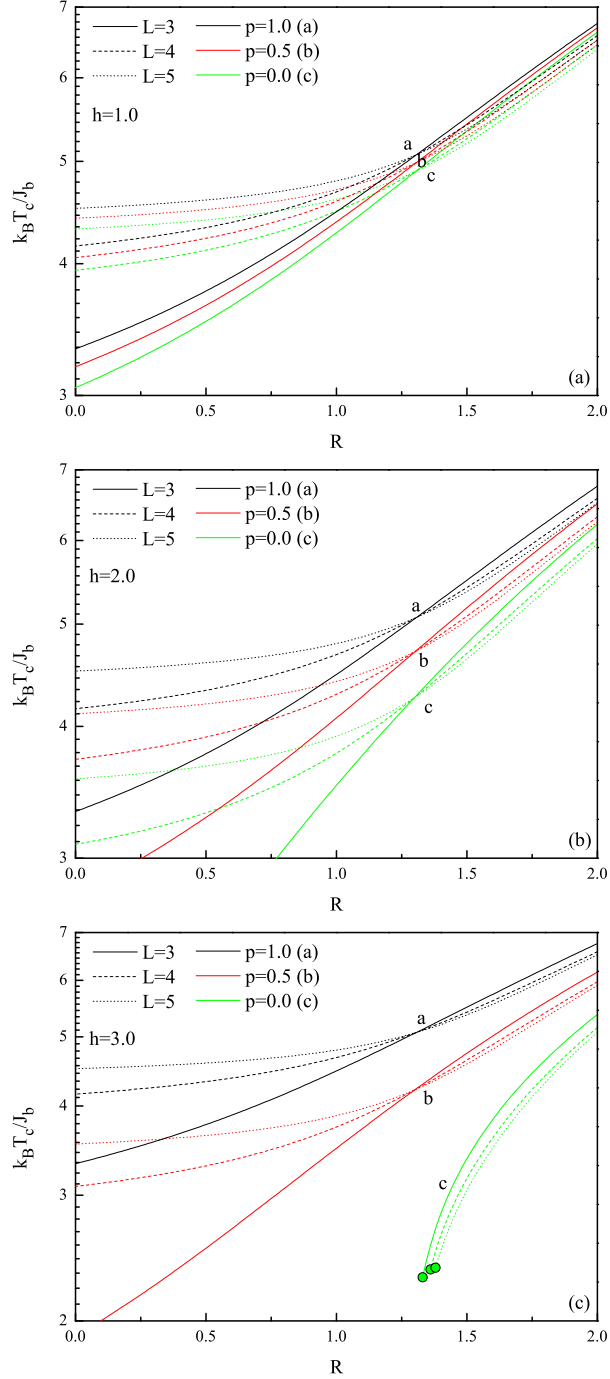 7
L=3 p=1.0 (a)
6
L=4 p=0.5 (b)
L=5 p=0.0 (c)
h=1.0
a
5
b
c
k_BT_c/J_b
4
3
(a)
0.0 0.5 1.0 1.5 2.0
R
7
L=3 p=1.0 (a)
L=4 p=0.5 (b)
6
L=5 p=0.0 (c)
h=2.0
a
5
b
k_BT_c/J_b
c
4
(b)
3
0.0 0.5 1.0 1.5 2.0
R
7
L=3 p=1.0 (a)
L=4 p=0.5 (b)
6
L=5 p=0.0 (c)
a
5
h=3.0
b
4
k_BT_c/J_b
c
3
(c)
2
0.0 0.5 1.0 1.5 2.0
R